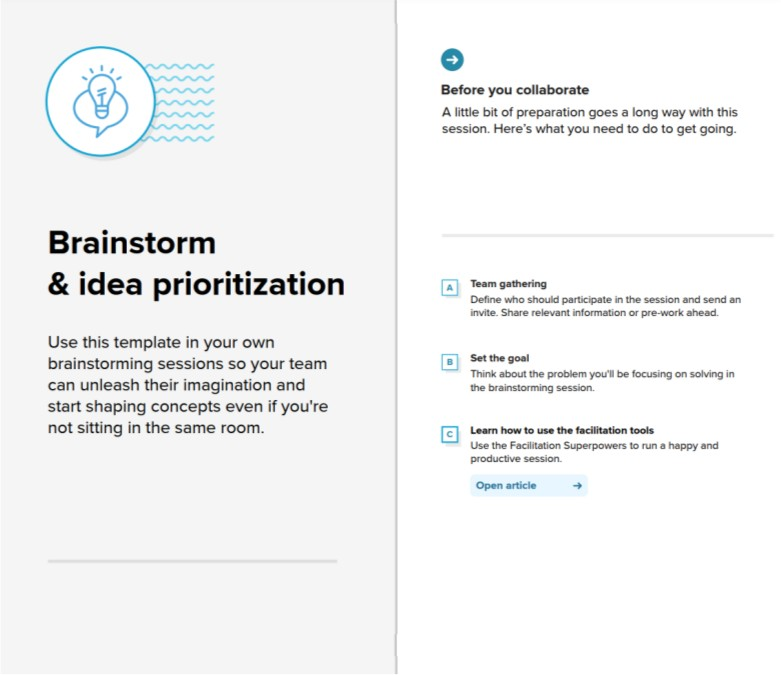 Brainstorm
& idea prioritization
Use this template in your own
brainstorming sessions so your team
can unleash their imagination and
start shaping concepts even if you're
not sitting in the same room.
Before you collaborate
A little bit of preparation goes a long way with this
session. Here's what you need to do to get going.
A
Team gathering
Define who should participate in the session and send an
invite. Share relevant information or pre-work ahead.
B
Set the goal
Think about the problem you'll be focusing on solving in
the brainstorming session.
C
Learn how to use the facilitation tools
Use the Facilitation Superpowers to run a happy and
productive session.
Open article